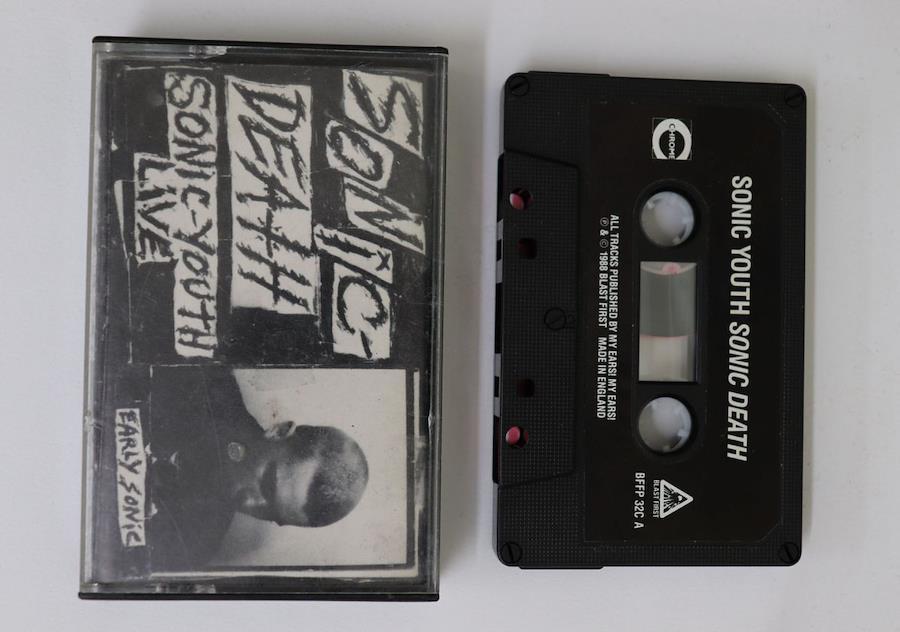 SONiC
DEATH
SONIC-YOUTH
LIVE
EARLY SONiC
CHROME
SONIC YOUTH SONIC DEATH
ALL TRACKS PUBLISHED BY MY EARS! MY EARS!
℗ & © 1988 BLAST FIRST MADE IN ENGLAND
BLAST FIRST
BFFP 32C A